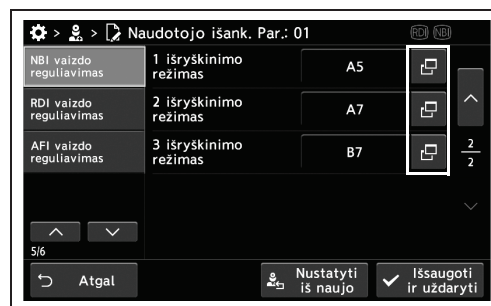 > > Naudotojo išank. Par.: 01 RDI NBI
NBI vaizdo
reguliavimas
1 išryškinimo
režimas
A5
RDI vaizdo
reguliavimas
2 išryškinimo
režimas
A7
AFI vaizdo
reguliavimas
3 išryškinimo
režimas
B7
2
2
5/6
Atgal
Nustatyti
iš naujo
Išsaugoti
ir uždaryti